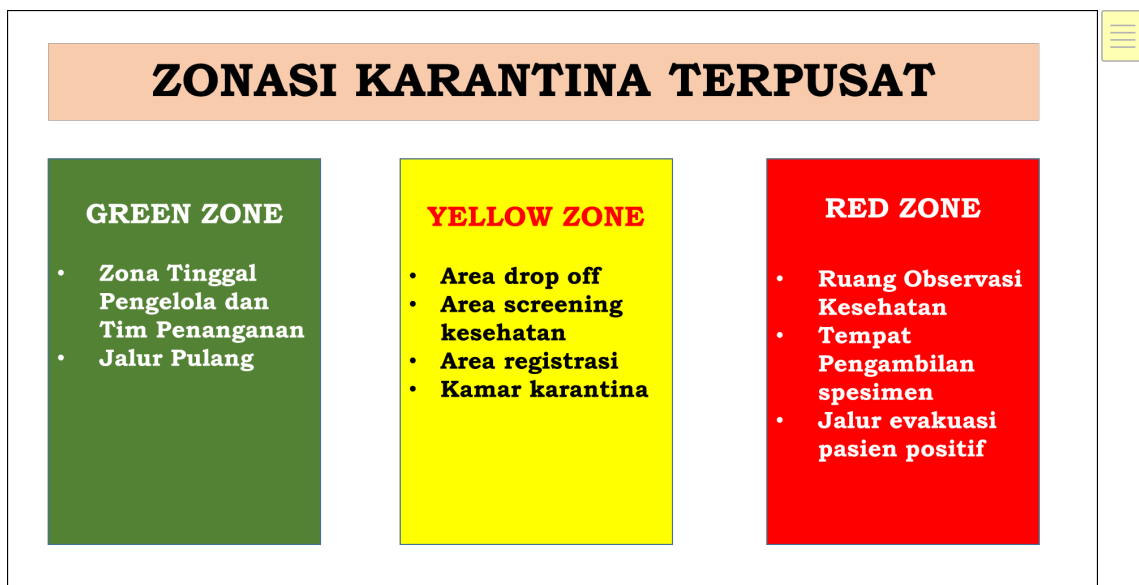 ZONASI KARANTINA TERPUSAT
GREEN ZONE
• Zona Tinggal
Pengelola dan
Tim Penanganan
• Jalur Pulang
YELLOW ZONE
• Area drop off
• Area screening
kesehatan
• Area registrasi
• Kamar karantina
RED ZONE
• Ruang Observasi
Kesehatan
• Tempat
Pengambilan
spesimen
• Jalur evakuasi
pasien positif